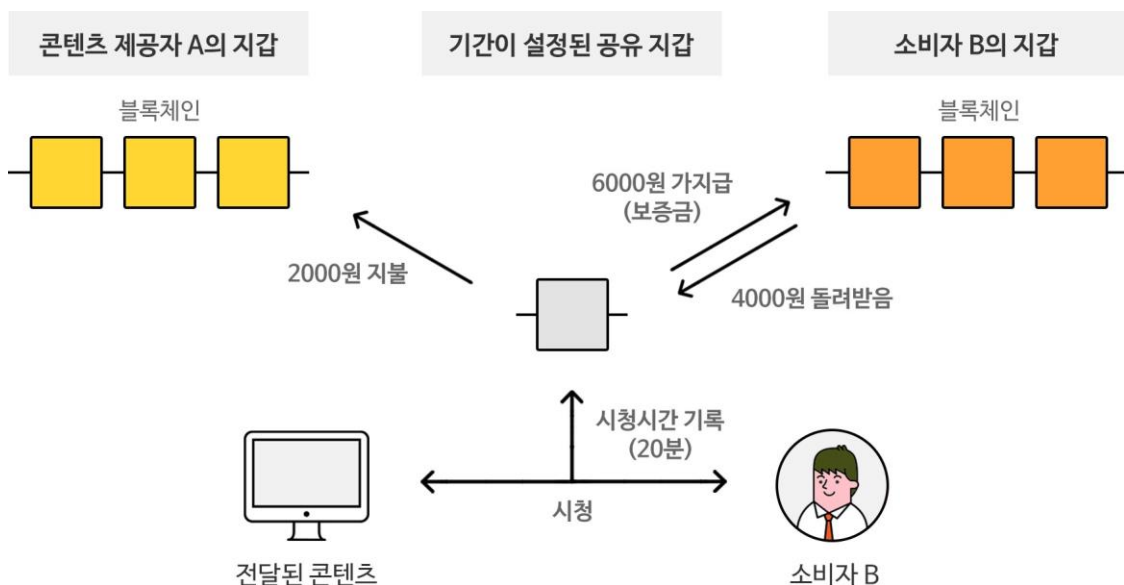 콘텐츠 제공자 A의 지갑
기간이 설정된 공유 지갑
소비자 B의 지갑
블록체인
블록체인
6000원 가지급
(보증금)
2000원 지불
4000원 돌려받음
시청시간 기록
(20분)
시청
전달된 콘텐츠
소비자 B